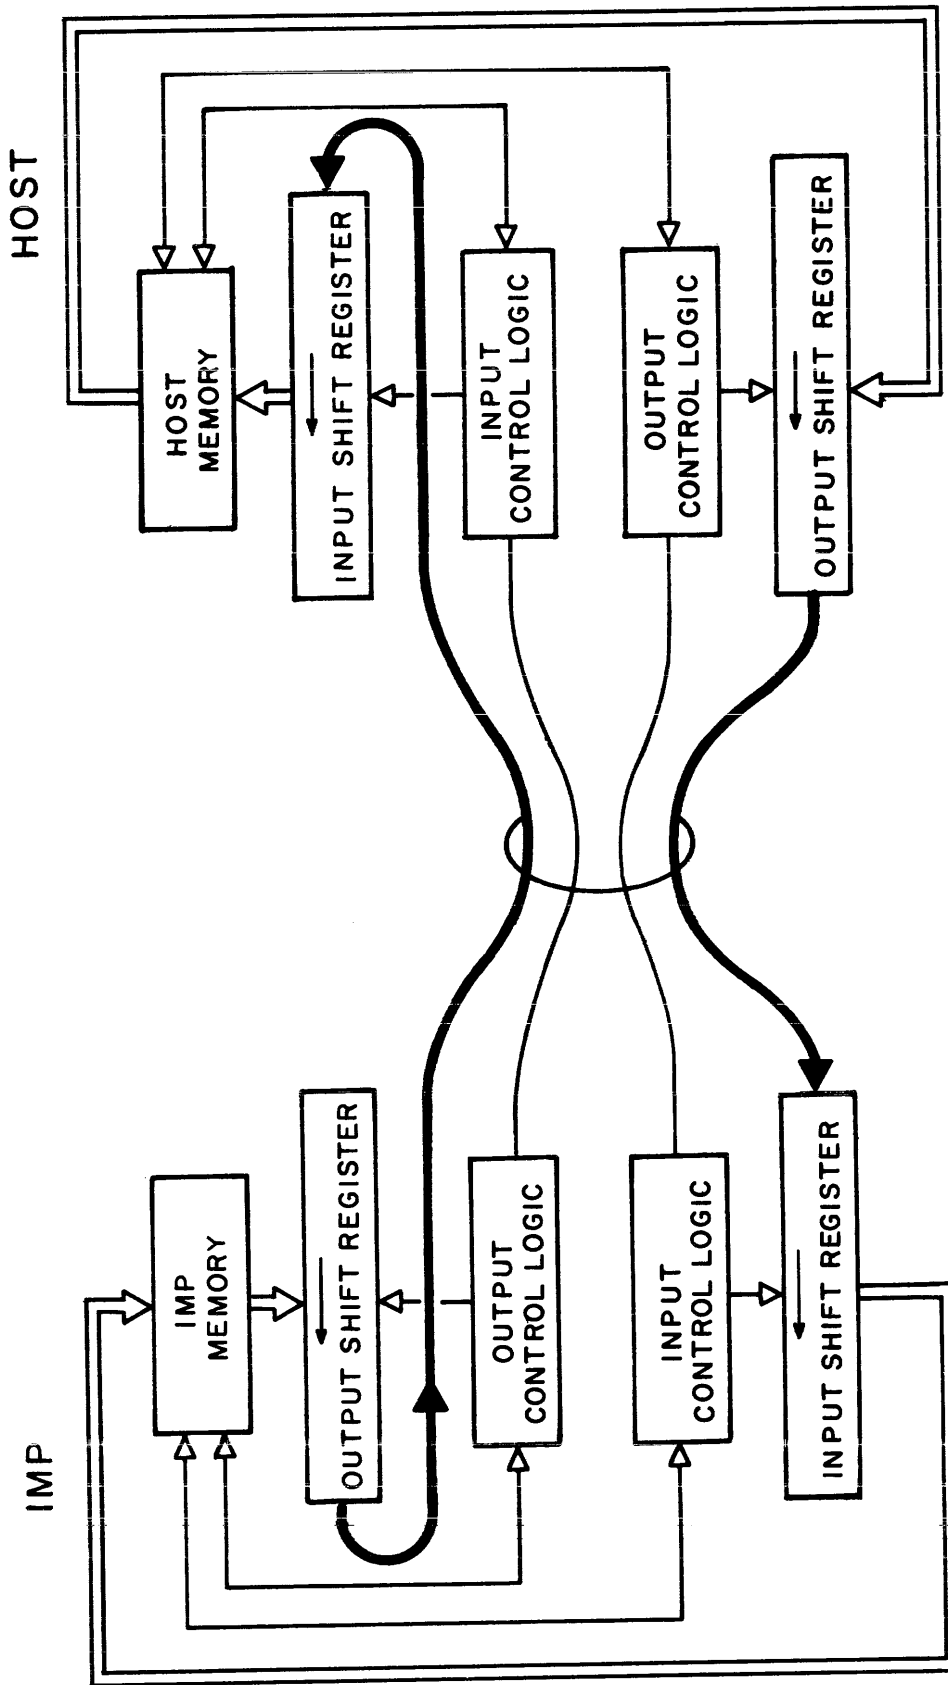 IMP
HOST
IMP
MEMORY
OUTPUT SHIFT REGISTER
OUTPUT
CONTROL LOGIC
INPUT
CONTROL LOGIC
INPUT SHIFT REGISTER
HOST
MEMORY
INPUT SHIFT REGISTER
INPUT
CONTROL LOGIC
OUTPUT
CONTROL LOGIC
OUTPUT SHIFT REGISTER